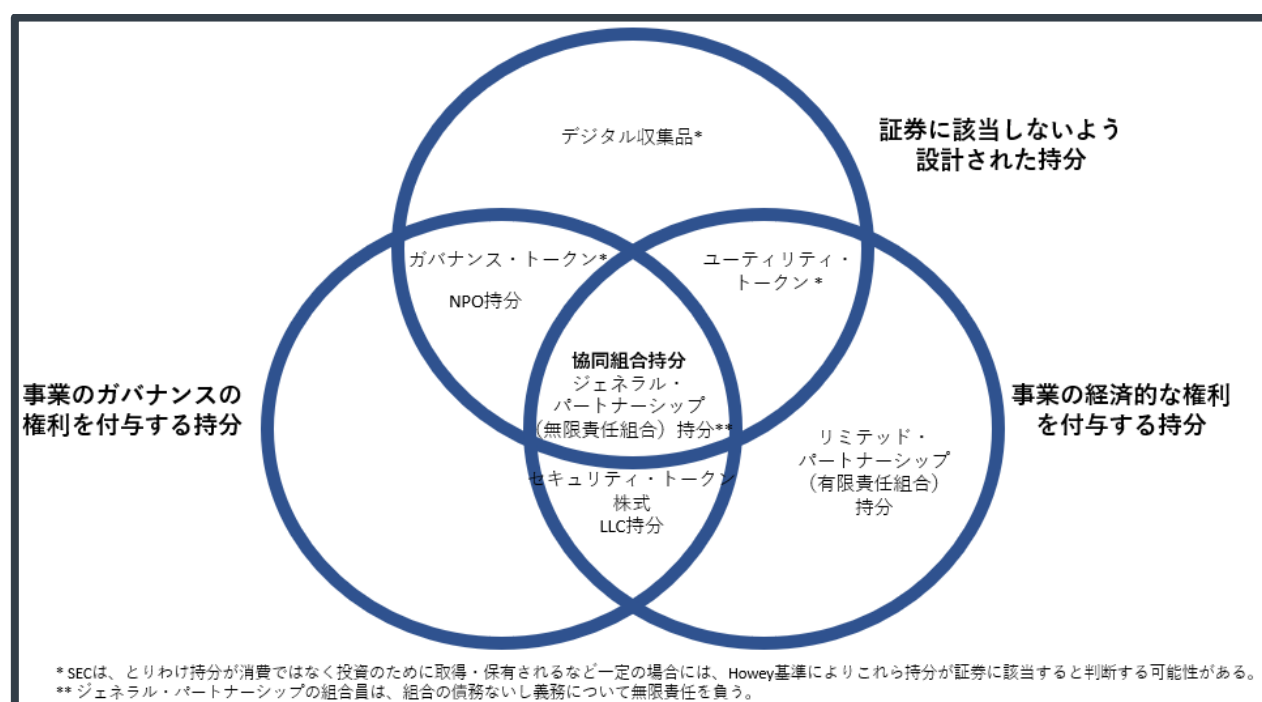 デジタル収集品*
証券に該当しないよう
設計された持分
ガバナンス・トークン*
NPO持分
ユーティリティ・
トークン *
協同組合持分
ジェネラル・
パートナーシップ
（無限責任組合）持分**
事業のガバナンスの
権利を付与する持分
事業の経済的な権利
を付与する持分
リミテッド・
パートナーシップ
（有限責任組合）
持分
セキュリティ・トークン
株式
LLC持分
* SECは、とりわけ持分が消費ではなく投資のために取得・保有されるなど一定の場合には、Howey基準によりこれら持分が証券に該当すると判断する可能性がある。
** ジェネラル・パートナーシップの組合員は、組合の債務ないし義務について無限責任を負う。